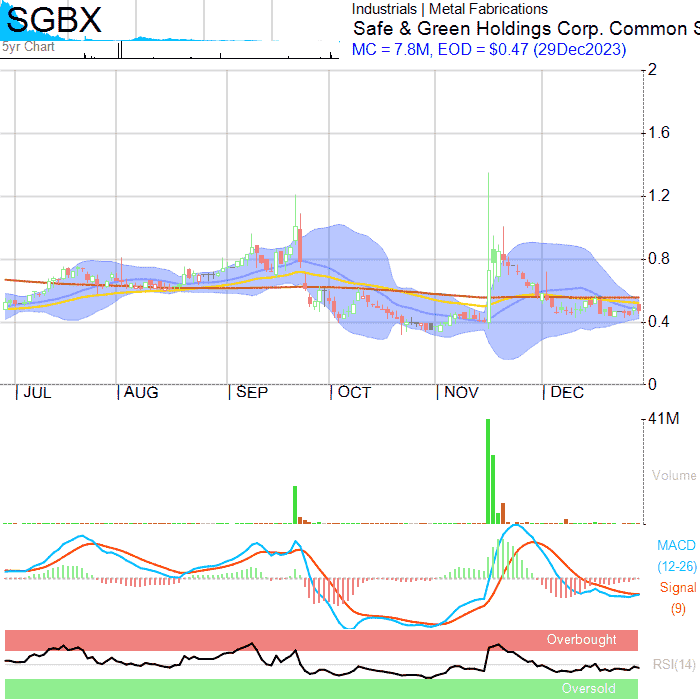 SGBX
5yr Chart
Industrials | Metal Fabrications
Safe & Green Holdings Corp. Common S
MC = 7.8M, EOD = $0.47 (29Dec2023)
2
1.6
1.2
0.8
0.4
0
JUL AUG SEP OCT NOV DEC
41M
Volume
MACD
(12-26)
Signal
(9)
Overbought
RSI(14)
Oversold